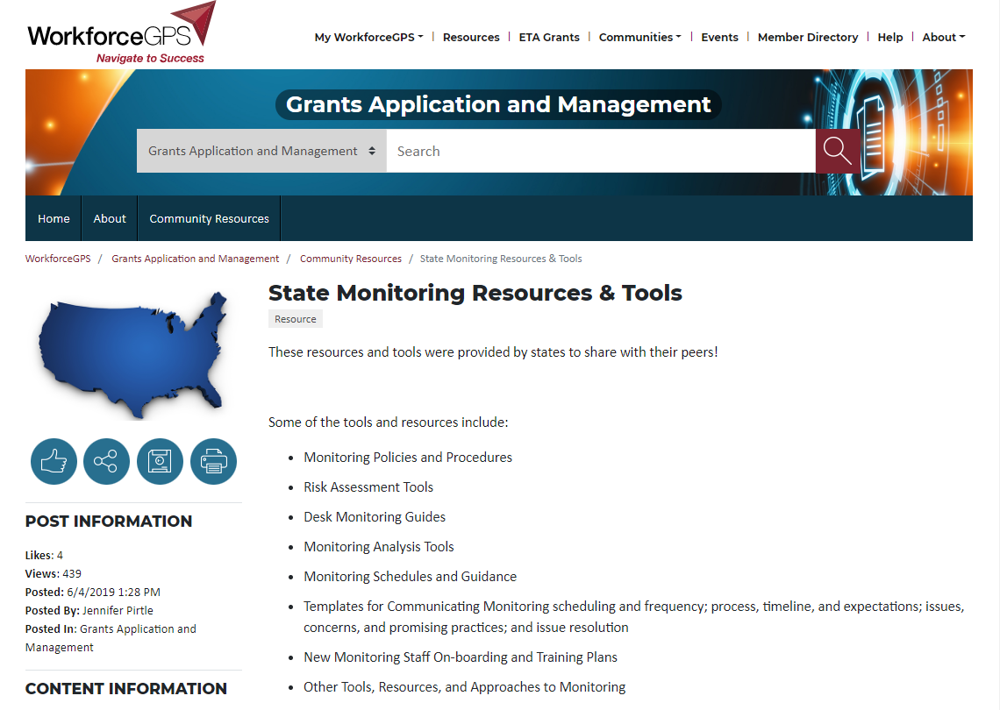 WorkforceGPS
Navigate to Success
My WorkforceGPS | Resources | ETA Grants | Communities | Events | Member Directory | Help | About
Grants Application and Management
Grants Application and Management
Search
Home
About
Community Resources
WorkforceGPS / Grants Application and Management / Community Resources / State Monitoring Resources & Tools
State Monitoring Resources & Tools
Resource
These resources and tools were provided by states to share with their peers!
Some of the tools and resources include:
• Monitoring Policies and Procedures
• Risk Assessment Tools
• Desk Monitoring Guides
• Monitoring Analysis Tools
• Monitoring Schedules and Guidance
• Templates for Communicating Monitoring scheduling and frequency; process, timeline, and expectations; issues,
concerns, and promising practices; and issue resolution
• New Monitoring Staff On-boarding and Training Plans
• Other Tools, Resources, and Approaches to Monitoring
POST INFORMATION
Likes: 4
Views: 439
Posted: 6/4/2019 1:28 PM
Posted By: Jennifer Pirtle
Posted In: Grants Application and
Management
CONTENT INFORMATION